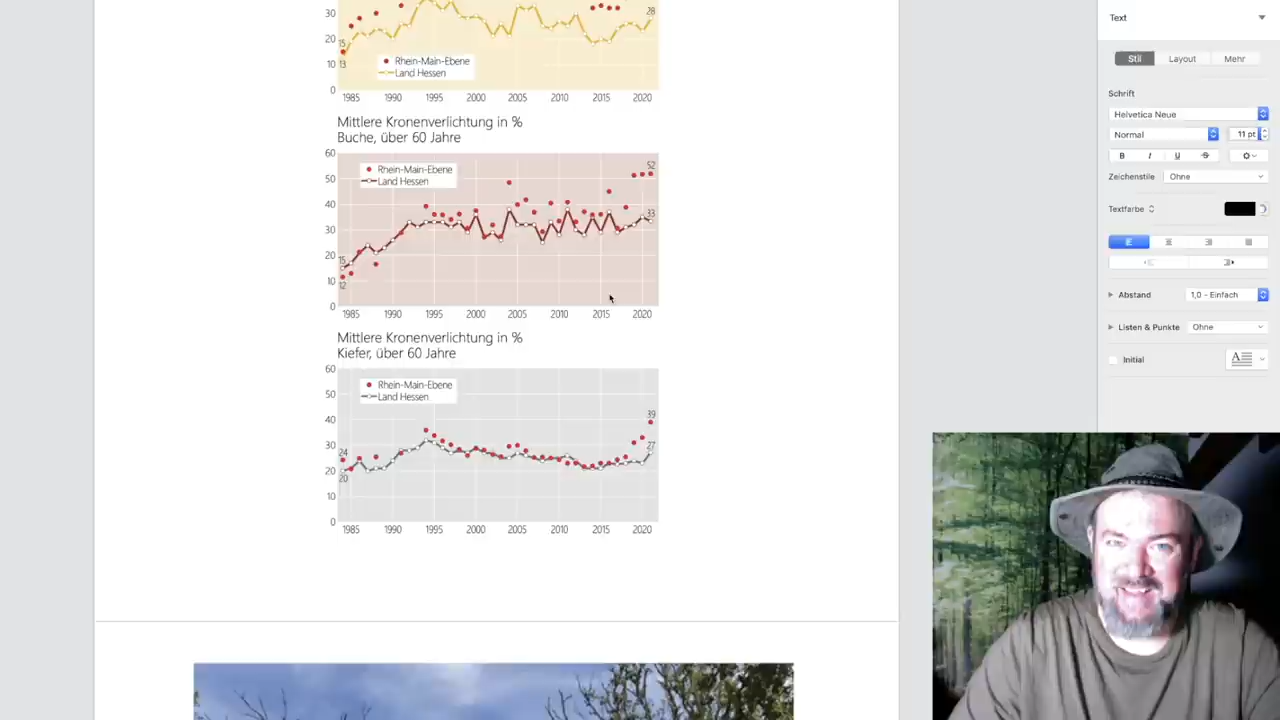 30
28
20
15
10
13
Rhein-Main-Ebene
Land Hessen
0
1985 1990 1995 2000 2005 2010 2015 2020
Mittlere Kronenverlichtung in %
Buche, über 60 Jahre
60
50
40
30
20
10
0
Rhein-Main-Ebene
Land Hessen
52
33
15
12
1985 1990 1995 2000 2005 2010 2015 2020
Mittlere Kronenverlichtung in %
Kiefer, über 60 Jahre
60
50
40
30
20
10
0
Rhein-Main-Ebene
Land Hessen
39
27
24
20
1985 1990 1995 2000 2005 2010 2015 2020
Text
Stil Layout Mehr
Schrift
Helvetica Neue
Normal 11 pt
B I U S
Zeichenstile Ohne
Textfarbe
Abstand 1,0 - Einfach
Listen & Punkte Ohne
Initial A